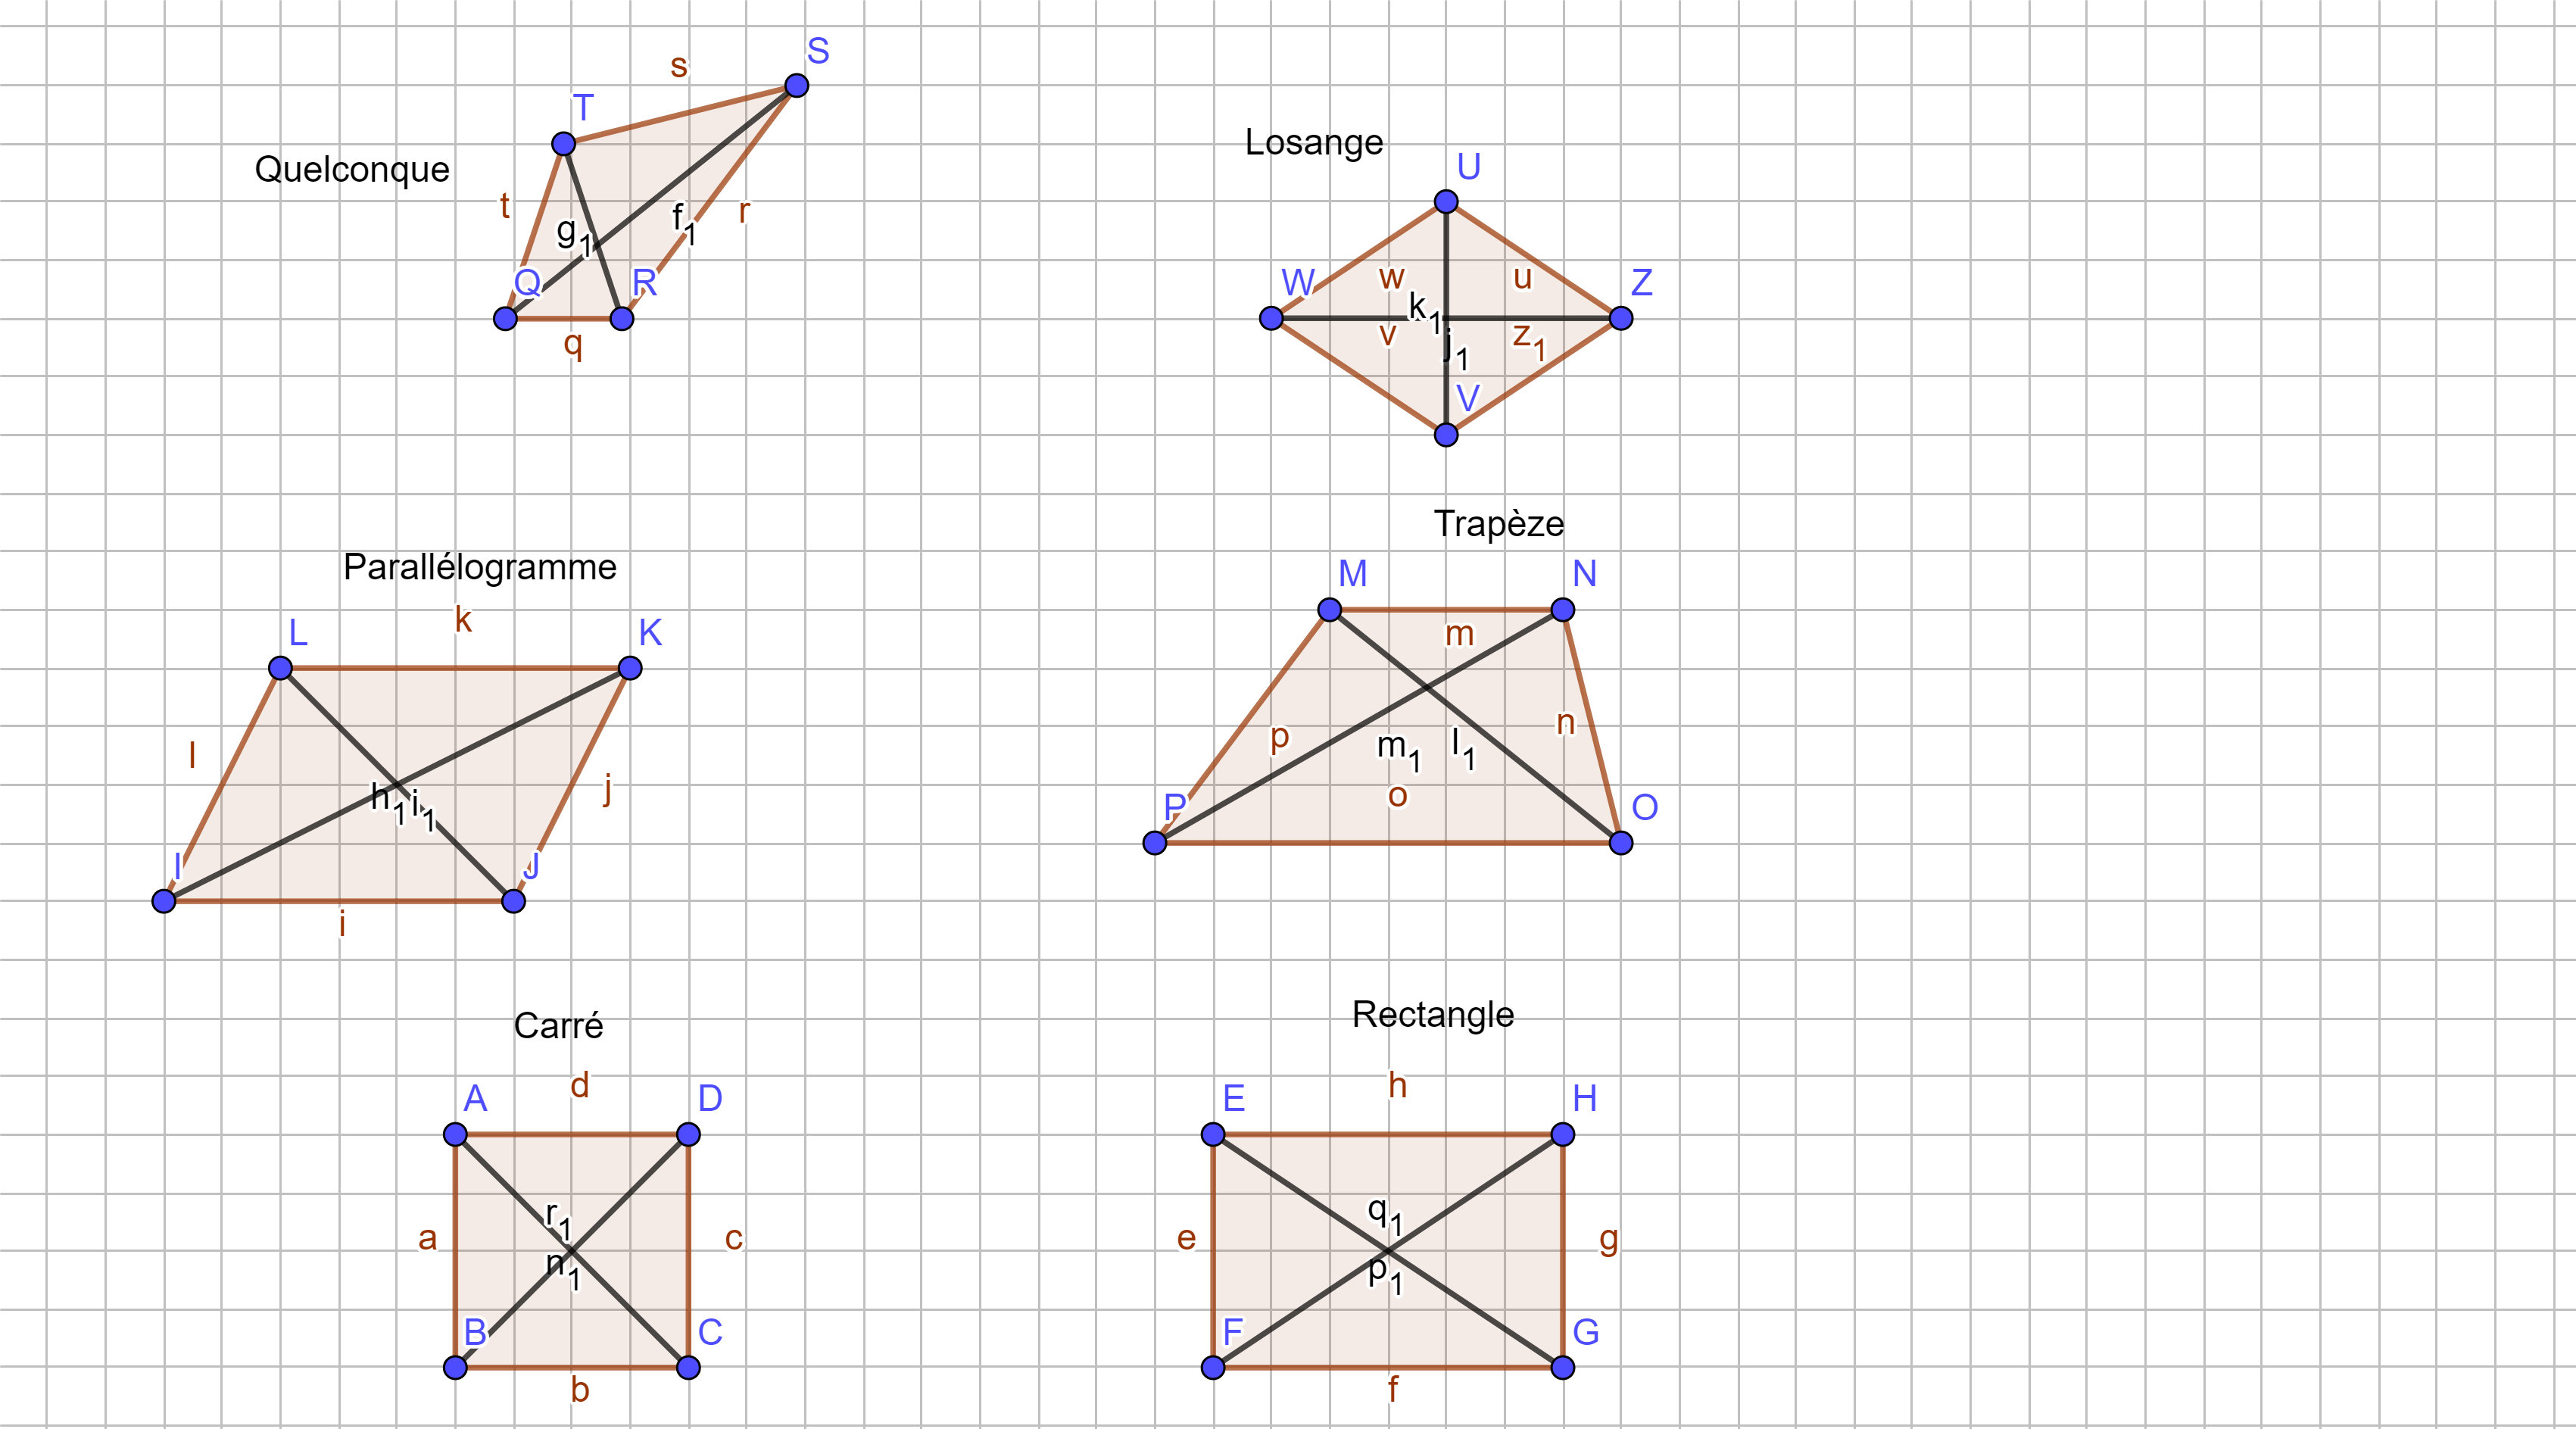 S
s
T
Quelconque
t
g1
f1
r
Q
R
q
Losange
U
W
w
u
Z
k1
v
j1
z1
V
Parallélogramme
k
L
K
l
j
h1
i1
I
J
i
Trapèze
M
N
m
p
m1
l1
n
o
P
O
Carré
d
A
D
r1
a
c
n1
B
C
b
Rectangle
h
E
H
q1
e
g
p1
F
G
f